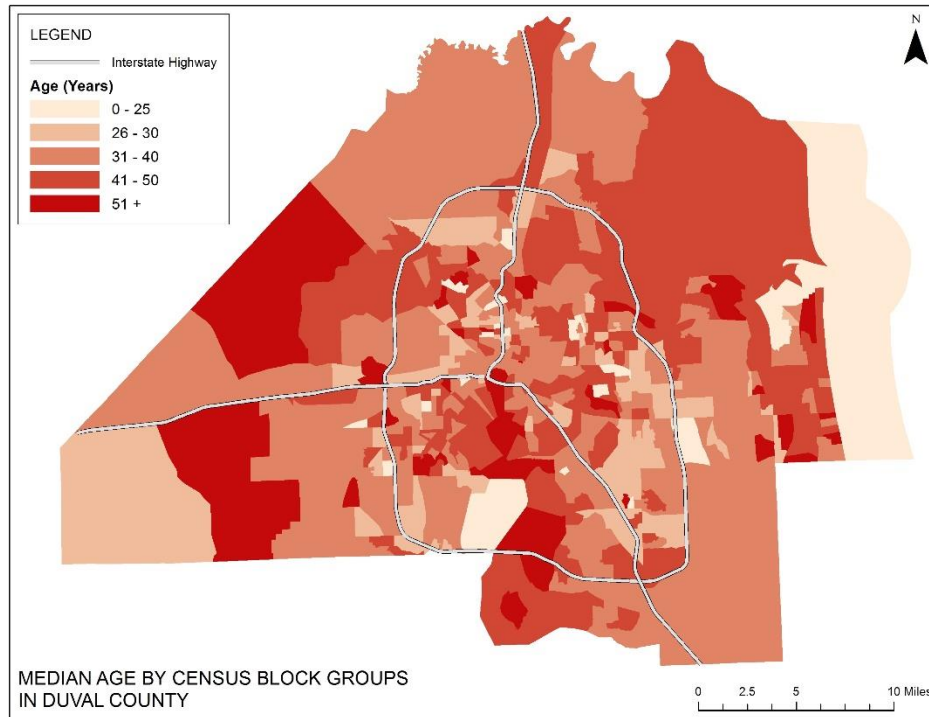 LEGEND
Interstate Highway
Age (Years)
0 - 25
26 - 30
31 - 40
41 - 50
51 +
N
MEDIAN AGE BY CENSUS BLOCK GROUPS
IN DUVAL COUNTY
0 2.5 5 10 Miles